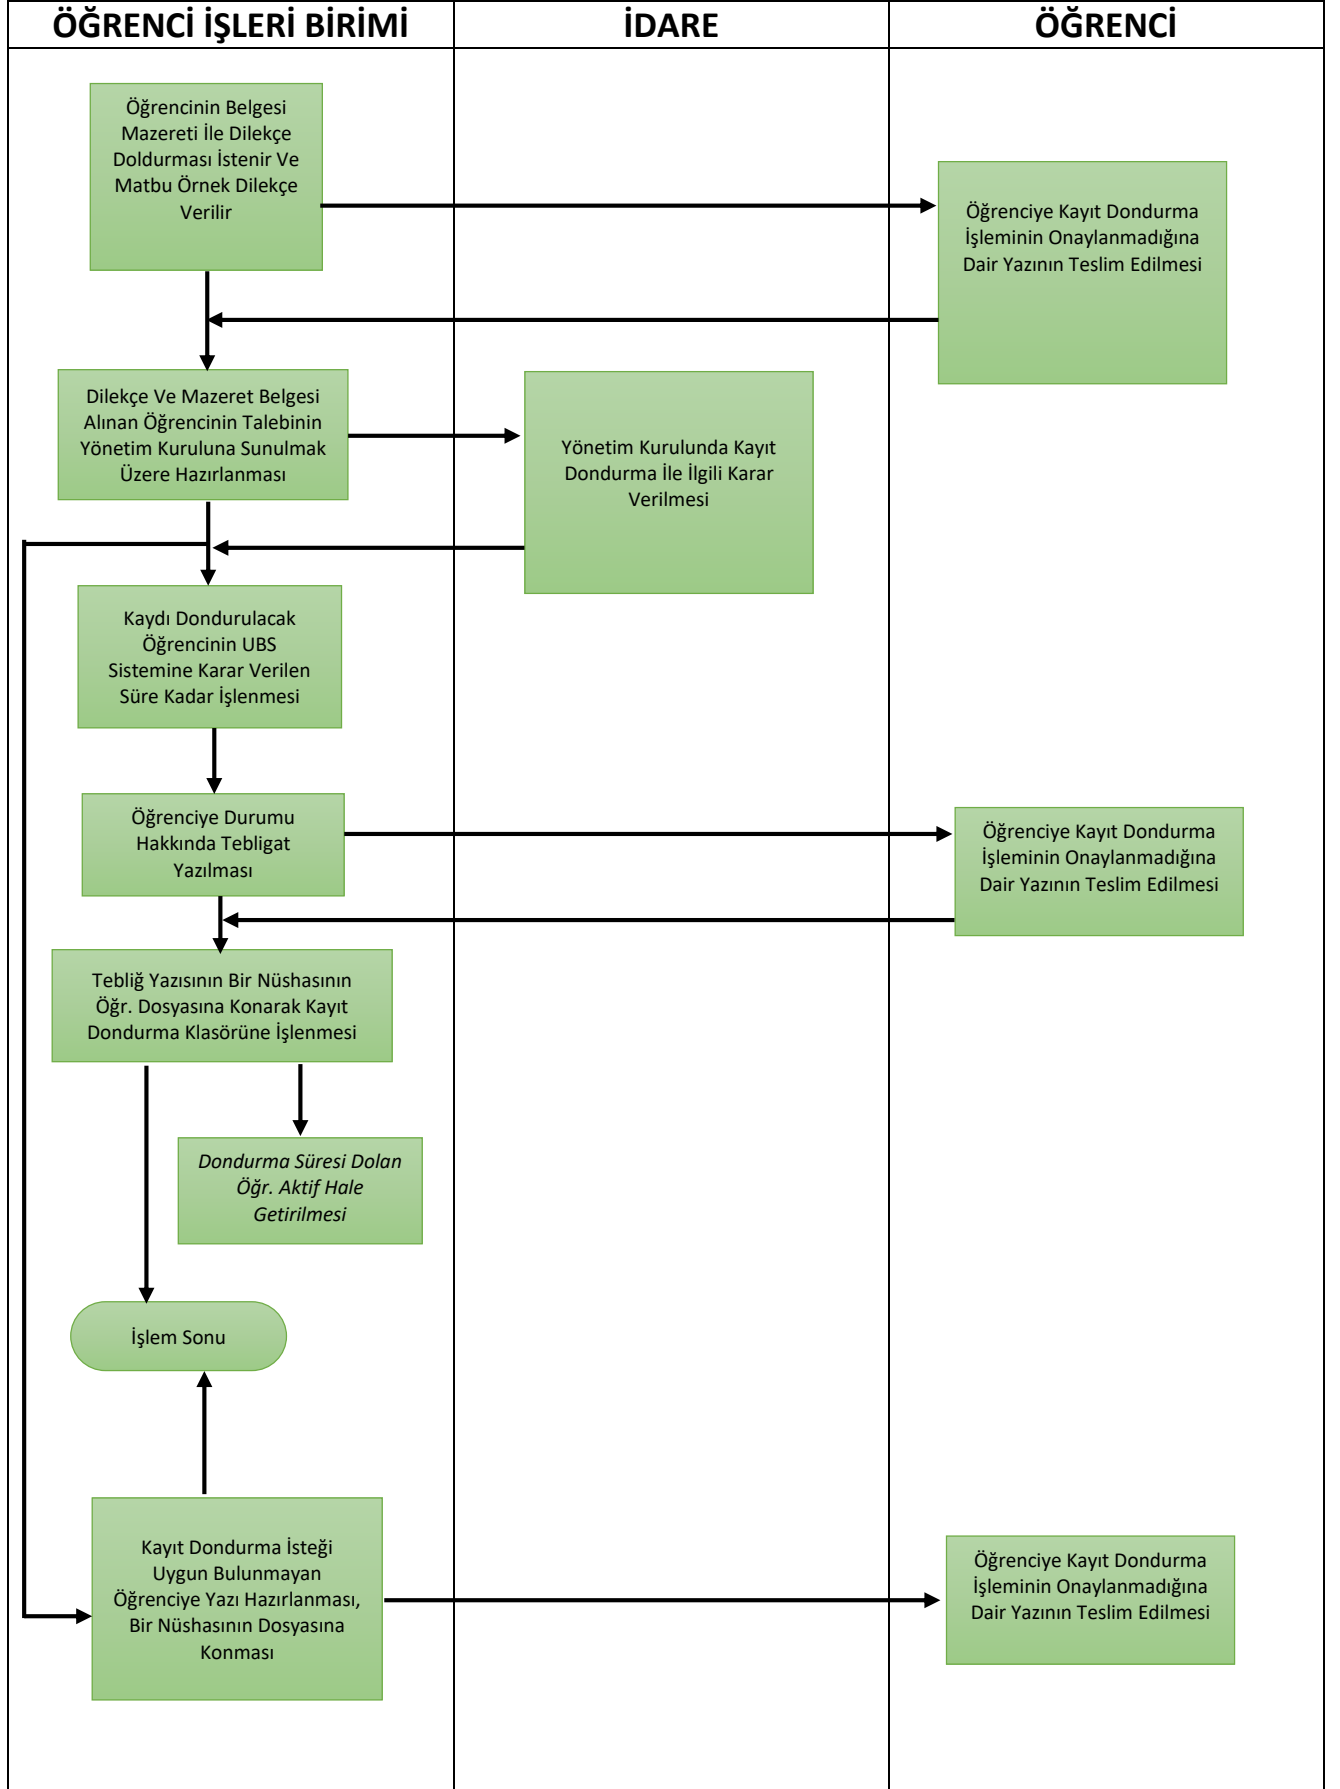 ÖĞRENCİ İŞLERİ BİRİMİ
İDARE
ÖĞRENCİ
Öğrencinin Belgesi
Mazereti İle Dilekçe
Doldurması İstenir Ve
Matbu Örnek Dilekçe
Verilir
Öğrenciye Kayıt Dondurma
İşleminin Onaylanmadığına
Dair Yazının Teslim Edilmesi
Dilekçe Ve Mazeret Belgesi
Alınan Öğrencinin Talebinin
Yönetim Kuruluna Sunulmak
Üzere Hazırlanması
Yönetim Kurulunda Kayıt
Dondurma İle İlgili Karar
Verilmesi
Kaydı Dondurulacak
Öğrencinin UBS
Sistemine Karar Verilen
Süre Kadar İşlenmesi
Öğrenciye Durumu
Hakkında Tebligat
Yazılması
Öğrenciye Kayıt Dondurma
İşleminin Onaylanmadığına
Dair Yazının Teslim Edilmesi
Tebliğ Yazısının Bir Nüshasının
Öğr. Dosyasına Konarak Kayıt
Dondurma Klasörüne İşlenmesi
Dondurma Süresi Dolan
Öğr. Aktif Hale
Getirilmesi
İşlem Sonu
Kayıt Dondurma İsteği
Uygun Bulunmayan
Öğrenciye Yazı Hazırlanması,
Bir Nüshasının Dosyasına
Konması
Öğrenciye Kayıt Dondurma
İşleminin Onaylanmadığına
Dair Yazının Teslim Edilmesi